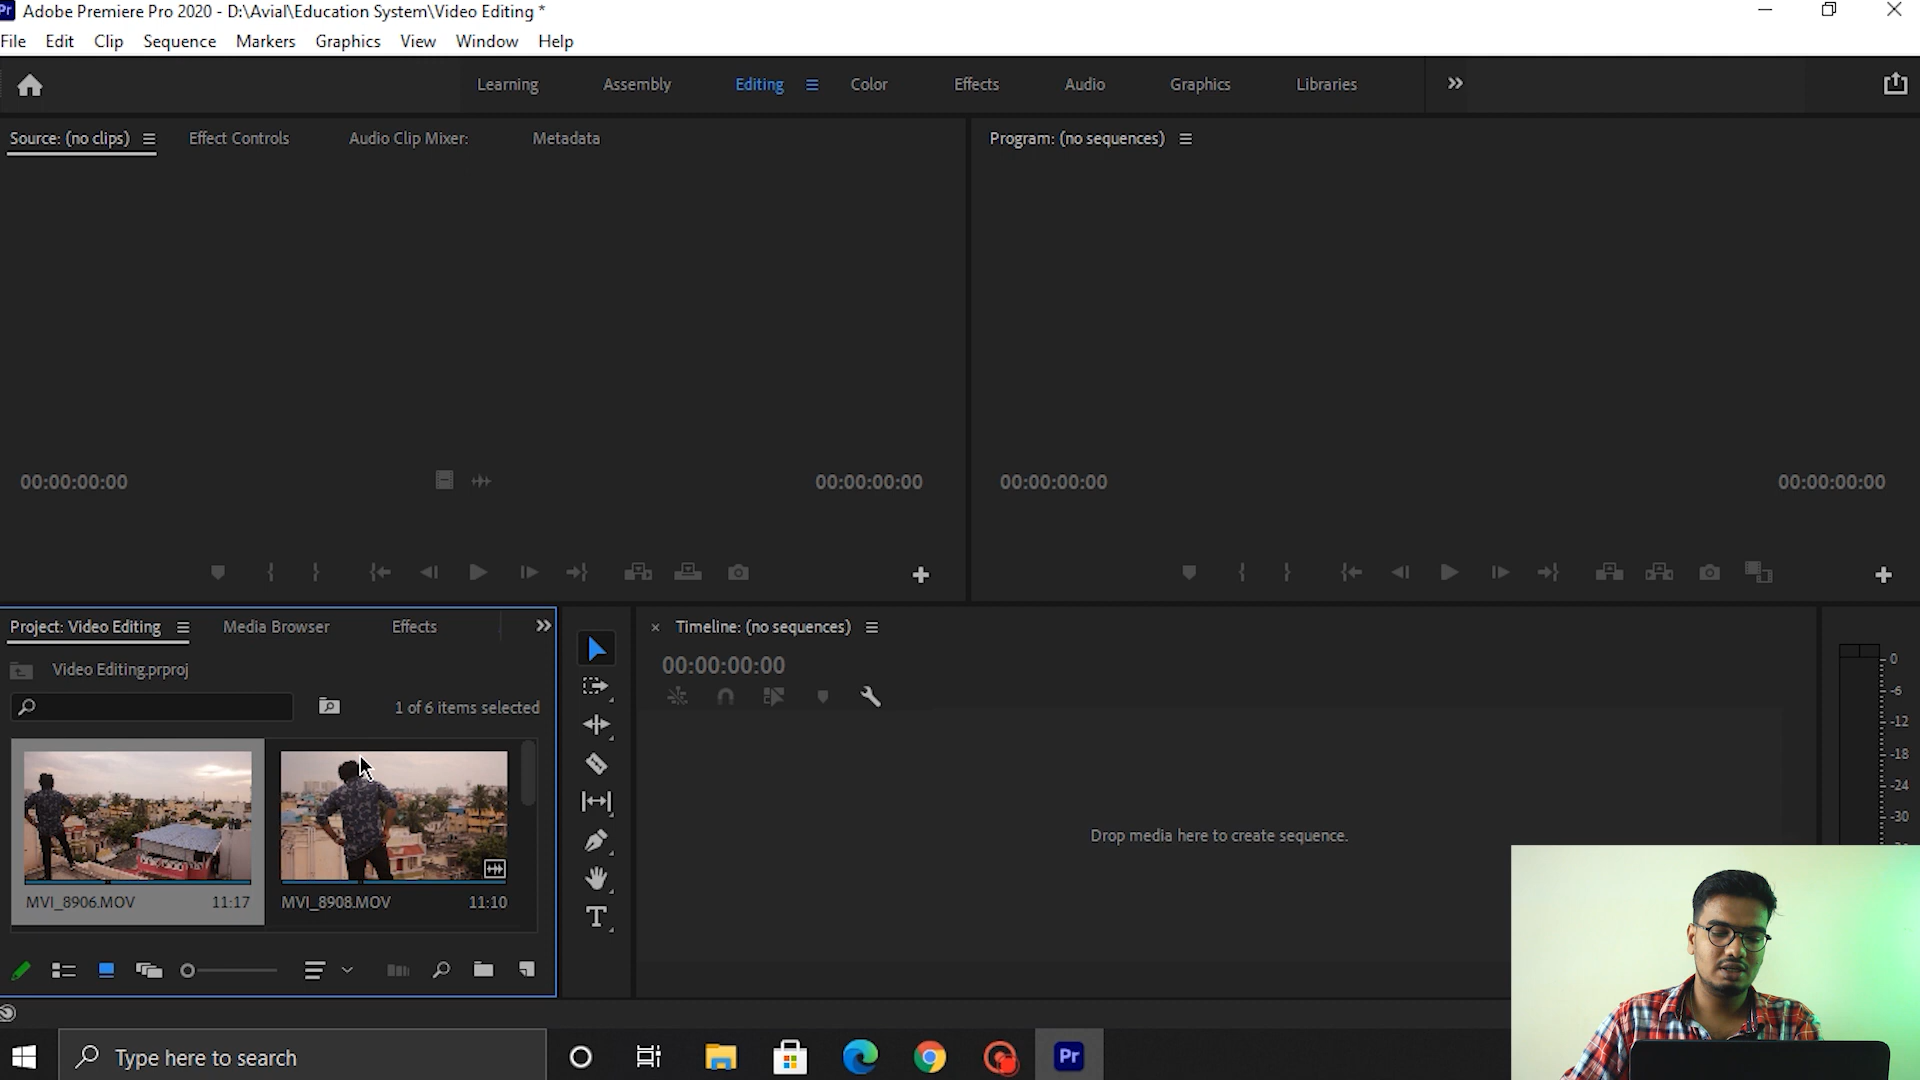 Pr Adobe Premiere Pro 2020 - D:\Avial\Education System\Video Editing *
File Edit Clip Sequence Markers Graphics View Window Help
Learning Assembly Editing Color Effects Audio Graphics Libraries
Source: (no clips) Effect Controls Audio Clip Mixer: Metadata
Program: (no sequences)
00:00:00:00 00:00:00:00
00:00:00:00 00:00:00:00
Project: Video Editing Media Browser Effects
Video Editing.prproj
1 of 6 items selected
MVI_8906.MOV 11:17
MVI_8908.MOV 11:10
Timeline: (no sequences)
00:00:00:00
Drop media here to create sequence.
0
-6
-12
-18
-24
-30
Type here to search
Pr